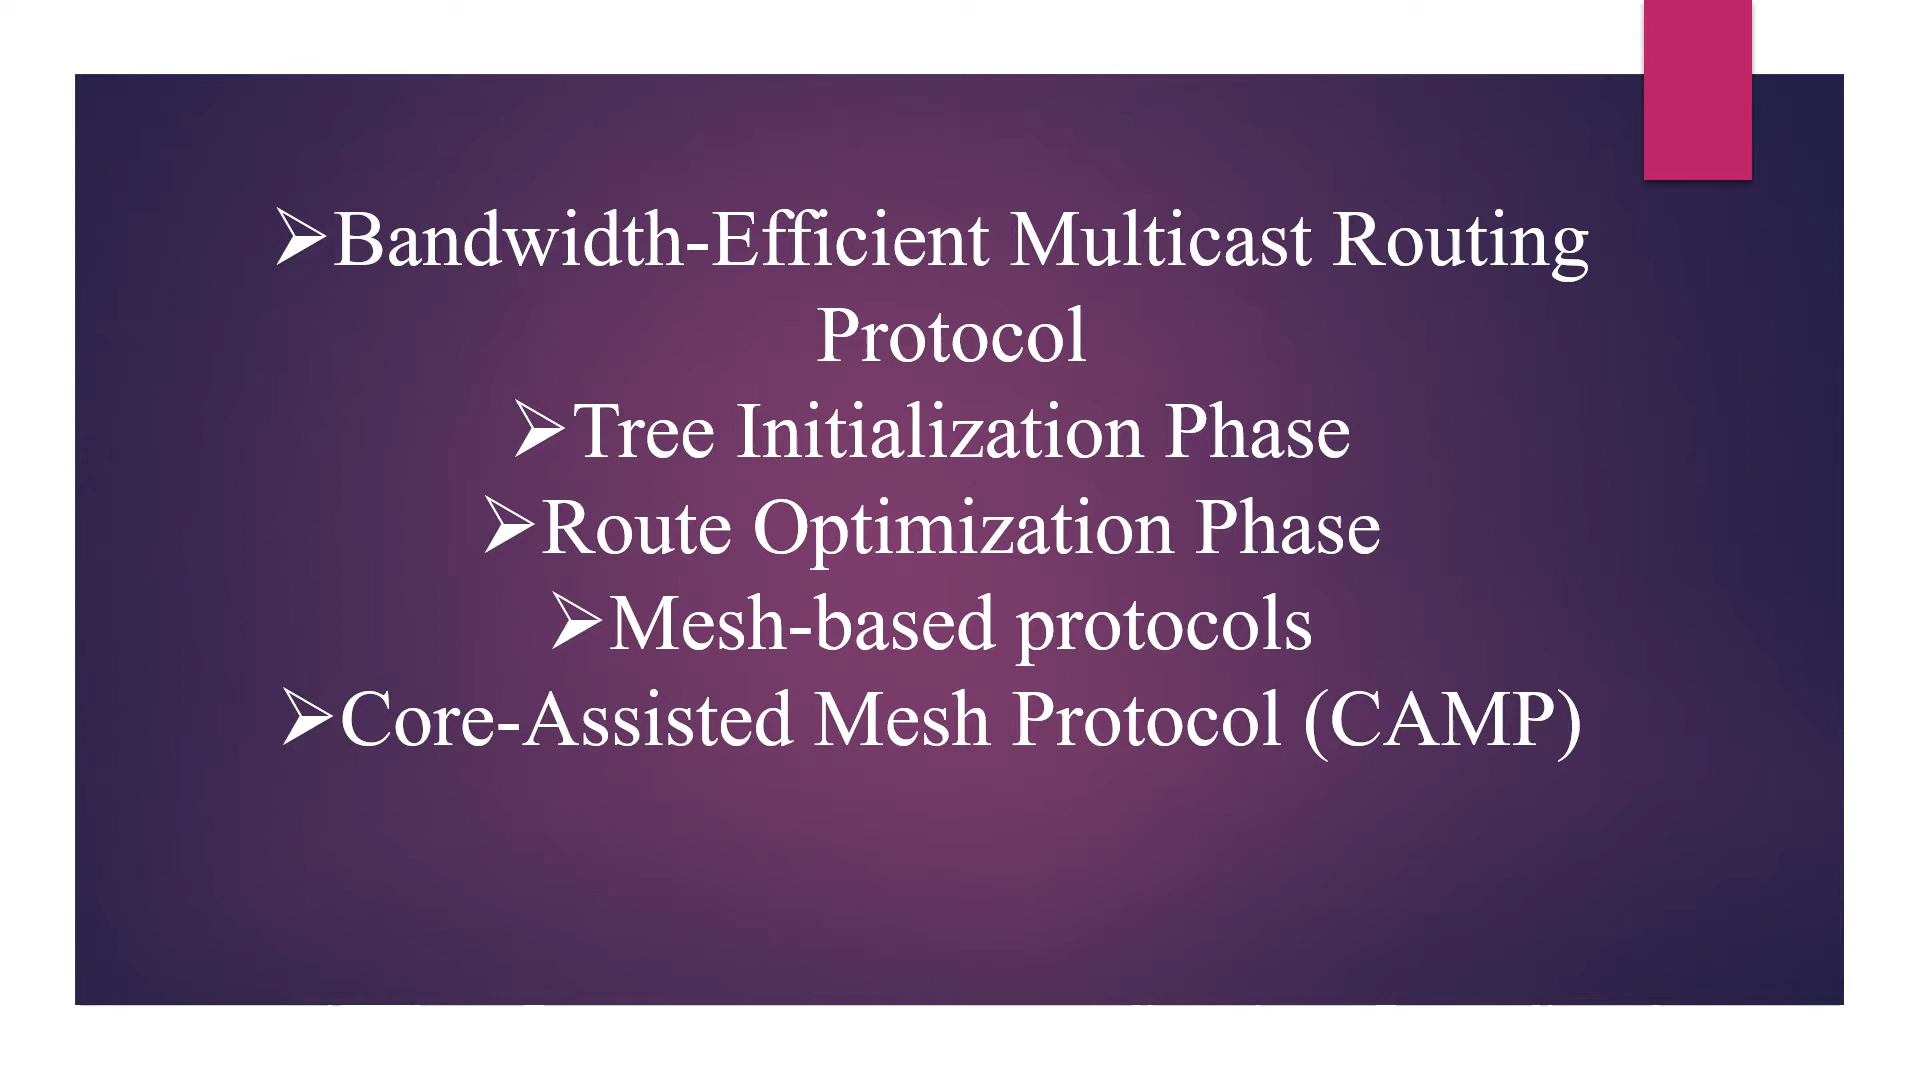 ➢Bandwidth-Efficient Multicast Routing
Protocol
➢Tree Initialization Phase
➢Route Optimization Phase
➢Mesh-based protocols
➢Core-Assisted Mesh Protocol (CAMP)